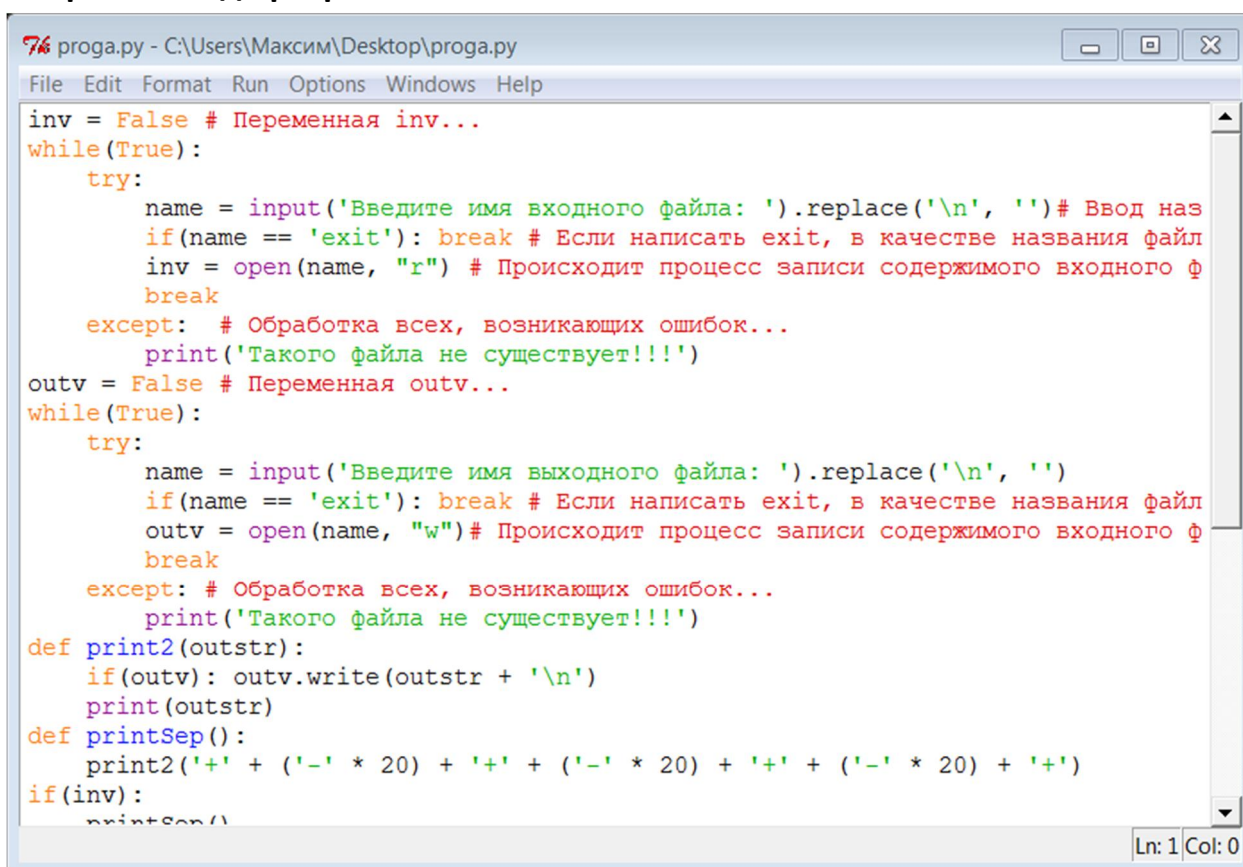 proga.py - C:\Users\Максим\Desktop\proga.py
File Edit Format Run Options Windows Help
inv = False # Переменная inv...
while(True):
    try:
        name = input('Введите имя входного файла: ').replace('\n', '')# Ввод наз
        if(name == 'exit'): break # Если написать exit, в качестве названия файл
        inv = open(name, "r") # Происходит процесс записи содержимого входного ф
        break
    except:  # Обработка всех, возникающих ошибок...
        print('Такого файла не существует!!!')
outv = False # Переменная outv...
while(True):
    try:
        name = input('Введите имя выходного файла: ').replace('\n', '')
        if(name == 'exit'): break # Если написать exit, в качестве названия файл
        outv = open(name, "w")# Происходит процесс записи содержимого входного ф
        break
    except: # Обработка всех, возникающих ошибок...
        print('Такого файла не существует!!!')
def print2(outstr):
    if(outv): outv.write(outstr + '\n')
    print(outstr)
def printSep():
    print2('+' + ('-' * 20) + '+' + ('-' * 20) + '+' + ('-' * 20) + '+')
if(inv):
    printSep()
Ln: 1 Col: 0